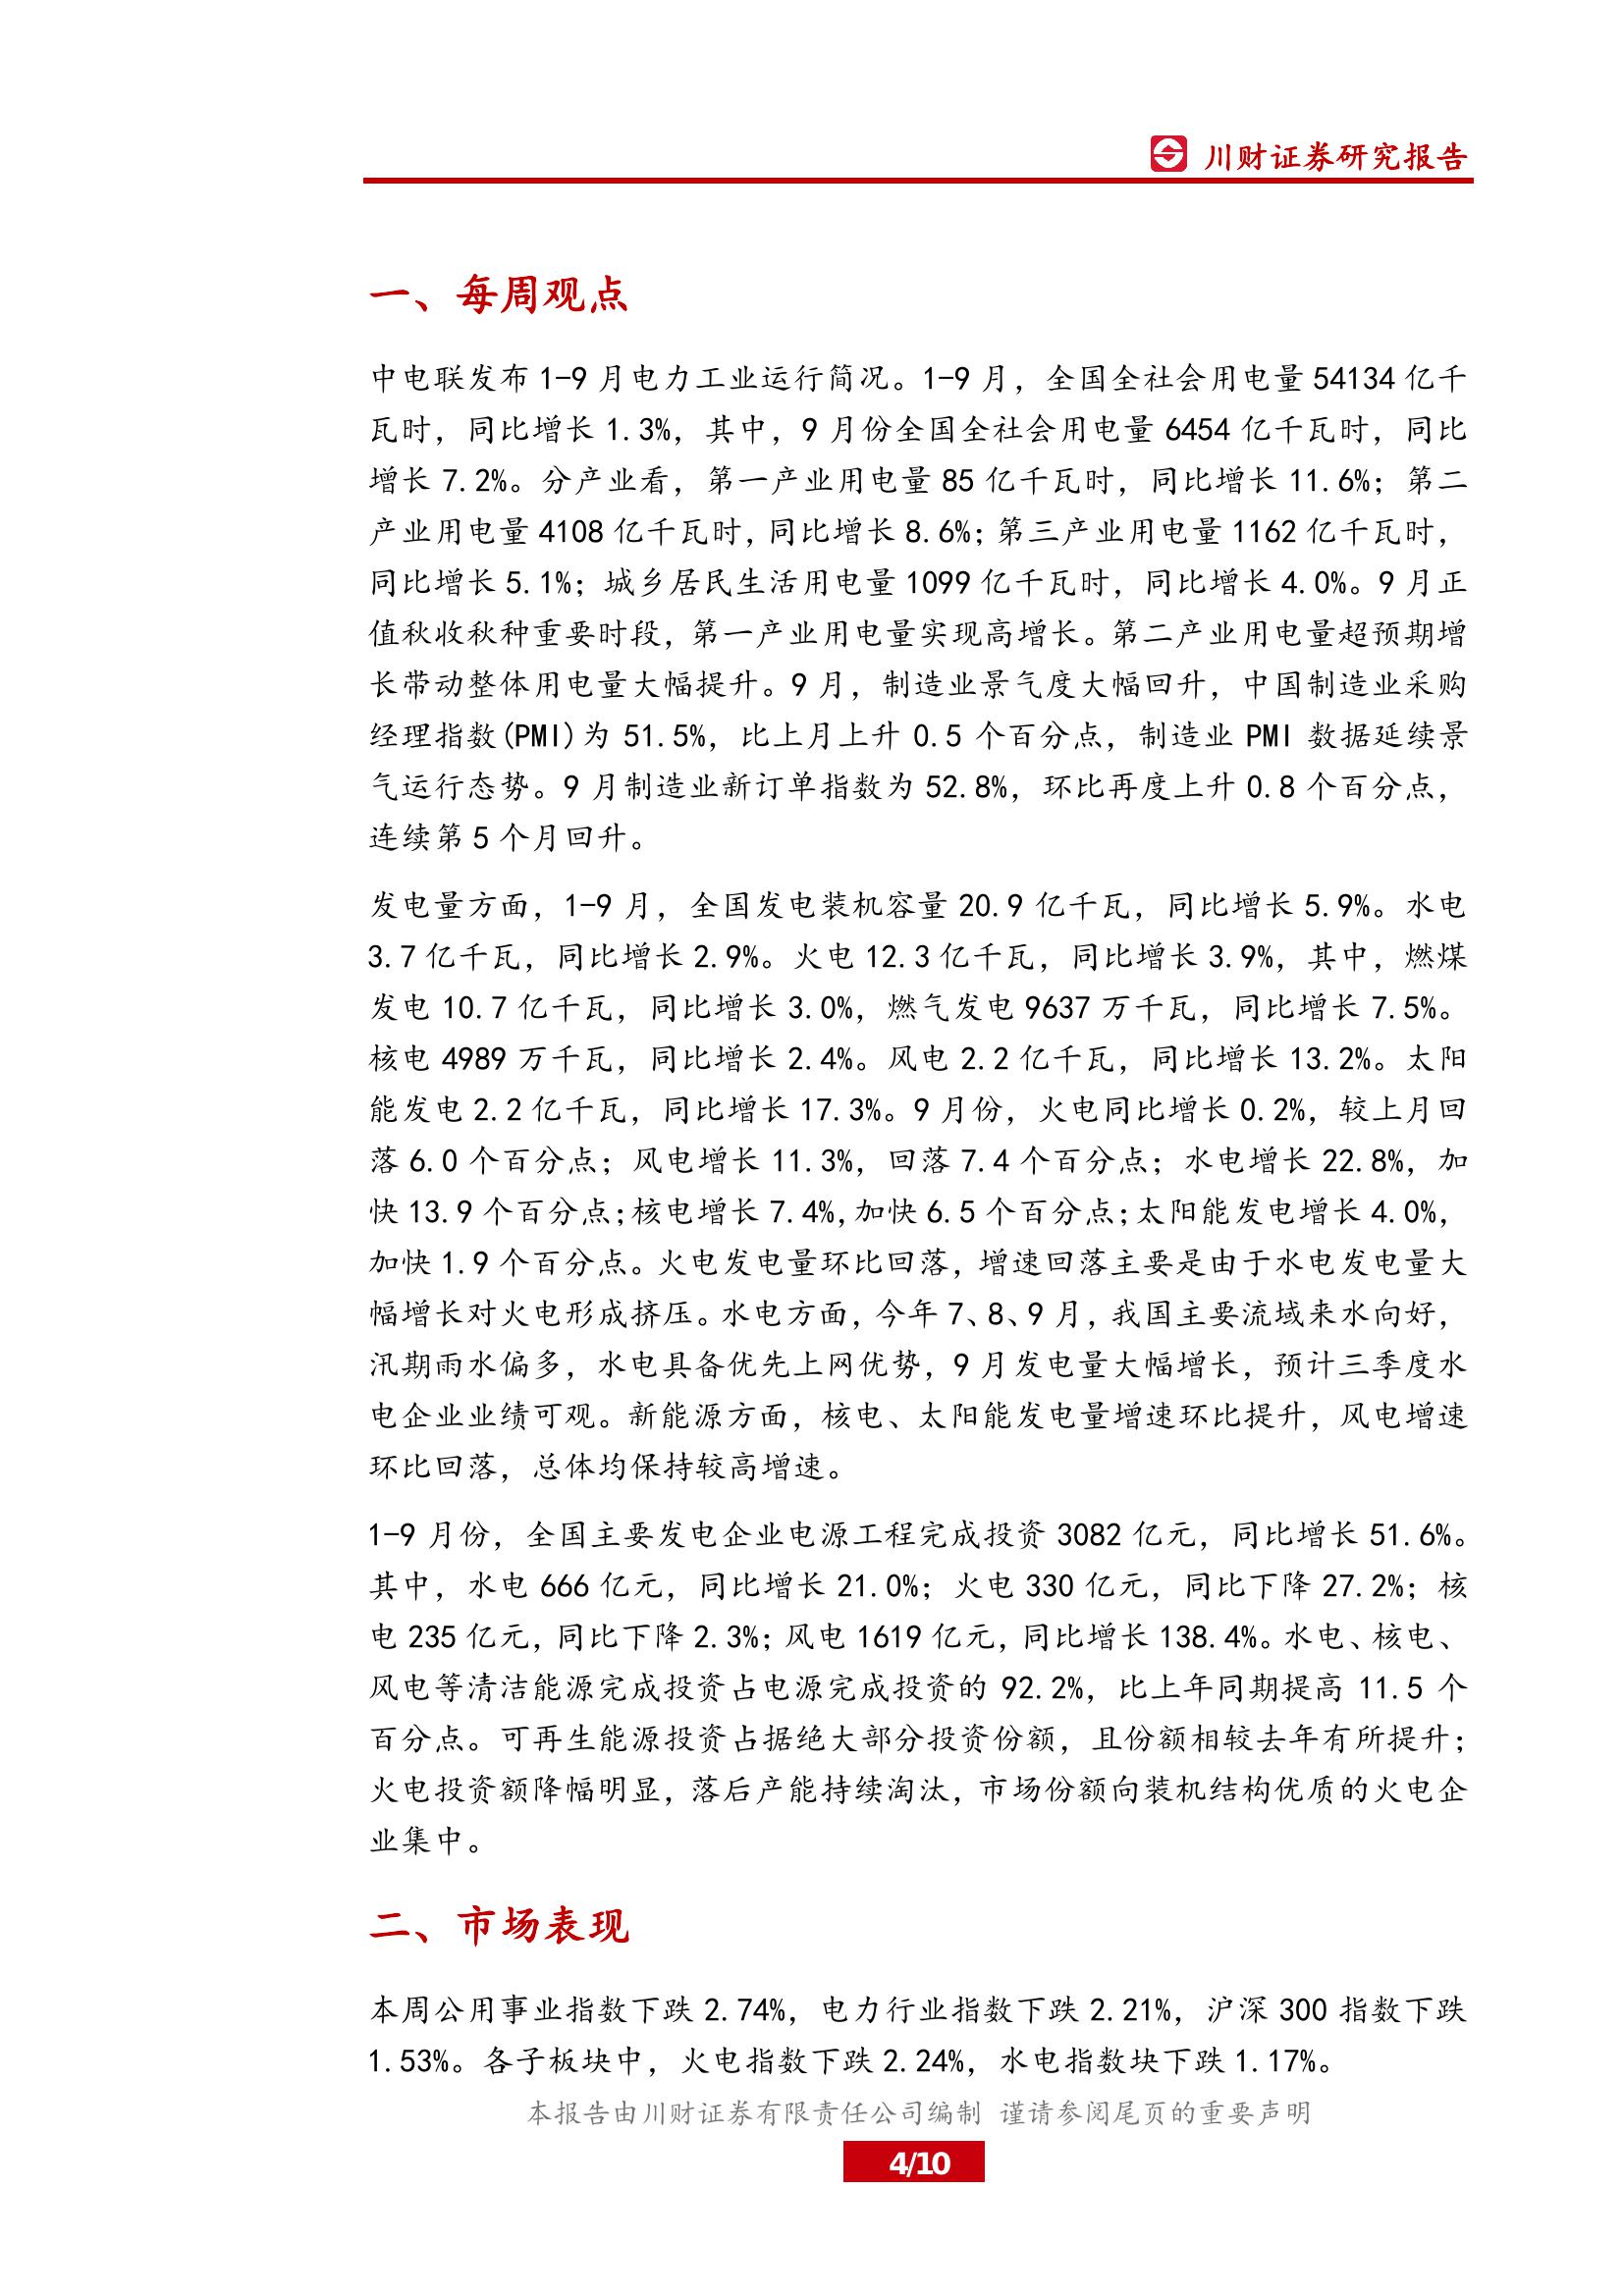 川财证券研究报告
一、每周观点
中电联发布 1-9 月电力工业运行简况。1-9 月，全国全社会用电量 54134 亿千
瓦时，同比增长 1.3%，其中，9 月份全国全社会用电量 6454 亿千瓦时，同比
增长 7.2%。分产业看，第一产业用电量 85 亿千瓦时，同比增长 11.6%；第二
产业用电量 4108 亿千瓦时，同比增长 8.6%；第三产业用电量 1162 亿千瓦时，
同比增长 5.1%；城乡居民生活用电量 1099 亿千瓦时，同比增长 4.0%。9 月正
值秋收秋种重要时段，第一产业用电量实现高增长。第二产业用电量超预期增
长带动整体用电量大幅提升。9 月，制造业景气度大幅回升，中国制造业采购
经理指数(PMI)为 51.5%，比上月上升 0.5 个百分点，制造业 PMI 数据延续景
气运行态势。9 月制造业新订单指数为 52.8%，环比再度上升 0.8 个百分点，
连续第 5 个月回升。
发电量方面，1-9 月，全国发电装机容量 20.9 亿千瓦，同比增长 5.9%。水电
3.7 亿千瓦，同比增长 2.9%。火电 12.3 亿千瓦，同比增长 3.9%，其中，燃煤
发电 10.7 亿千瓦，同比增长 3.0%，燃气发电 9637 万千瓦，同比增长 7.5%。
核电 4989 万千瓦，同比增长 2.4%。风电 2.2 亿千瓦，同比增长 13.2%。太阳
能发电 2.2 亿千瓦，同比增长 17.3%。9 月份，火电同比增长 0.2%，较上月回
落 6.0 个百分点；风电增长 11.3%，回落 7.4 个百分点；水电增长 22.8%，加
快 13.9 个百分点；核电增长 7.4%，加快 6.5 个百分点；太阳能发电增长 4.0%，
加快 1.9 个百分点。火电发电量环比回落，增速回落主要是由于水电发电量大
幅增长对火电形成挤压。水电方面，今年 7、8、9 月，我国主要流域来水向好，
汛期雨水偏多，水电具备优先上网优势，9 月发电量大幅增长，预计三季度水
电企业业绩可观。新能源方面，核电、太阳能发电量增速环比提升，风电增速
环比回落，总体均保持较高增速。
1-9 月份，全国主要发电企业电源工程完成投资 3082 亿元，同比增长 51.6%。
其中，水电 666 亿元，同比增长 21.0%；火电 330 亿元，同比下降 27.2%；核
电 235 亿元，同比下降 2.3%；风电 1619 亿元，同比增长 138.4%。水电、核电、
风电等清洁能源完成投资占电源完成投资的 92.2%，比上年同期提高 11.5 个
百分点。可再生能源投资占据绝大部分投资份额，且份额相较去年有所提升；
火电投资额降幅明显，落后产能持续淘汰，市场份额向装机结构优质的火电企
业集中。
二、市场表现
本周公用事业指数下跌 2.74%，电力行业指数下跌 2.21%，沪深 300 指数下跌
1.53%。各子板块中，火电指数下跌 2.24%，水电指数块下跌 1.17%。
本报告由川财证券有限责任公司编制 谨请参阅尾页的重要声明
4/10